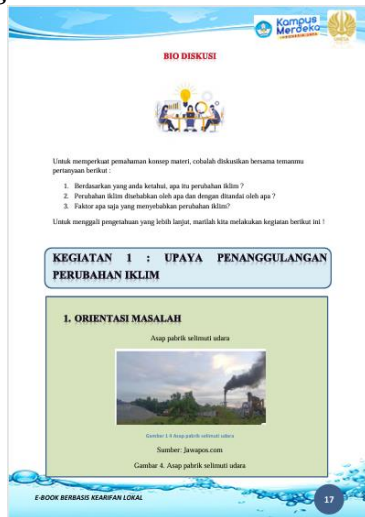 Kampus
Merdeka
BIO DISKUSI
Untuk memperkuat pemahaman konsep materi, cobalah diskusikan bersama temanmu
pertanyaan berikut :
1. Berdasarkan yang anda ketahui, apa itu perubahan iklim ?
2. Perubahan iklim disebabkan oleh apa dan dengan ditandai oleh apa ?
3. Faktor apa saja yang menyebabkan perubahan iklim?
Untuk menggali pengetahuan yang lebih lanjut, marilah kita melakukan kegiatan berikut ini !
KEGIATAN 1 : UPAYA PENANGGULANGAN
PERUBAHAN IKLIM
1. ORIENTASI MASALAH
Asap pabrik selimuti udara
Gambar 1 4 Asap pabrik selimuti udara
Sumber: Jawapos.com
Gambar 4. Asap pabrik selimuti udara
E-BOOK BERBASIS KEARIFAN LOKAL
17